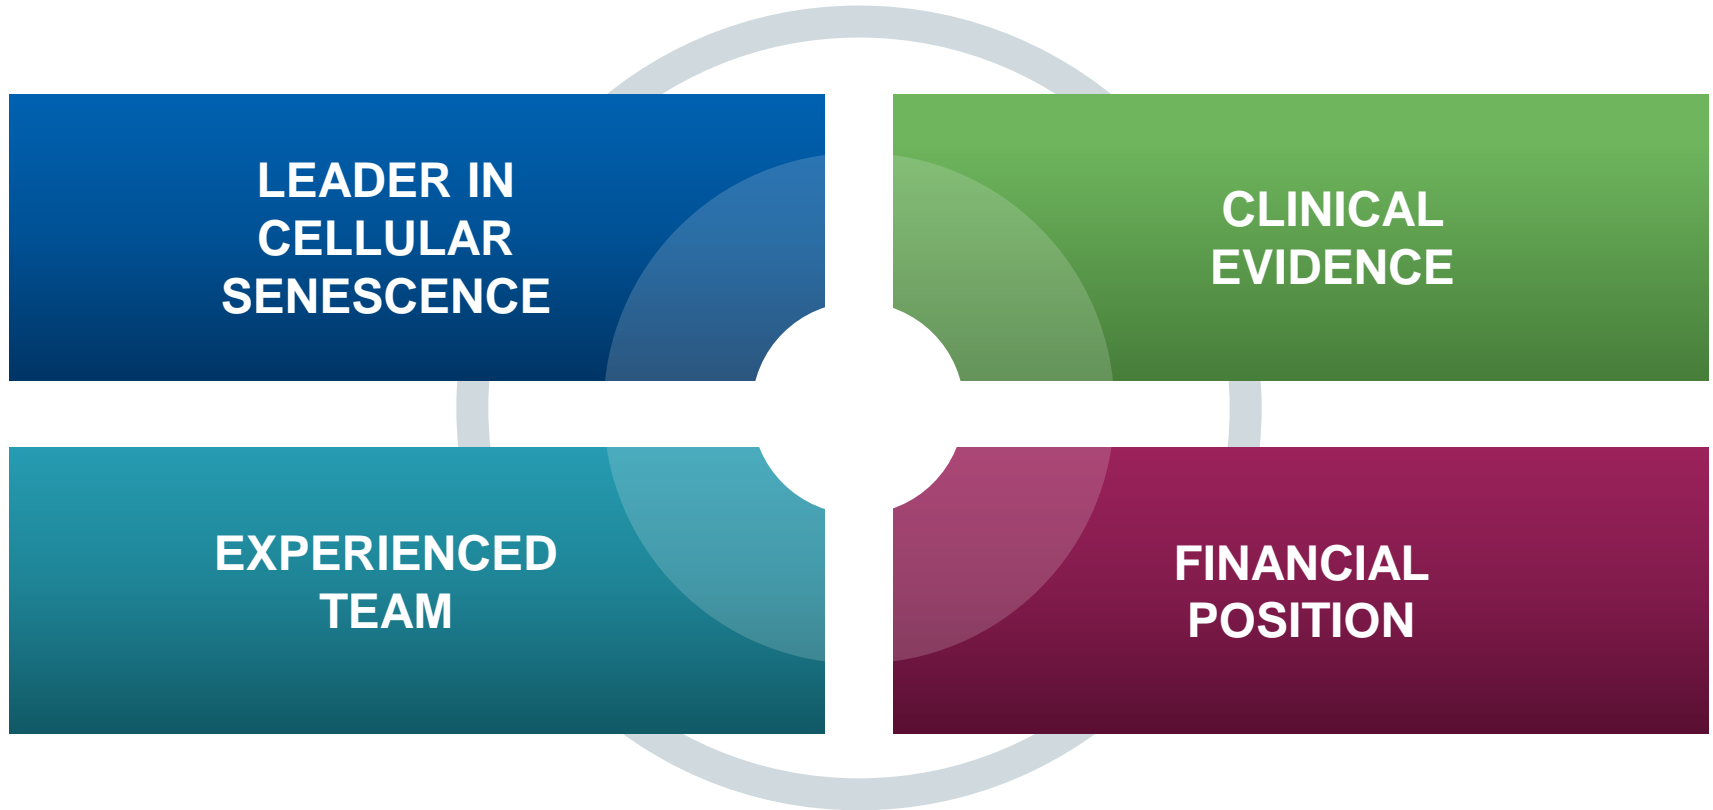 LEADER IN
CELLULAR
SENESCENCE
CLINICAL
EVIDENCE
EXPERIENCED
TEAM
FINANCIAL
POSITION